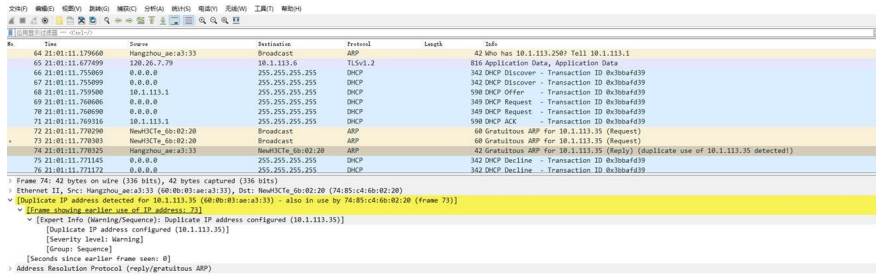 文件(F) 编辑(E) 视图(V) 跳转(G) 捕获(C) 分析(A) 统计(S) 电话(Y) 无线(W) 工具(T) 帮助(H)
应用显示过滤器 … <Ctrl-/>
No. Time Source Destination Protocol Length Info
64 21:01:11.179660 Hangzhou_ae:a3:33 Broadcast ARP 42 Who has 10.1.113.250? Tell 10.1.113.1
65 21:01:11.677499 120.26.7.79 10.1.113.6 TLSv1.2 816 Application Data, Application Data
66 21:01:11.755069 0.0.0.0 255.255.255.255 DHCP 342 DHCP Discover - Transaction ID 0x3bbafd39
67 21:01:11.755099 0.0.0.0 255.255.255.255 DHCP 342 DHCP Discover - Transaction ID 0x3bbafd39
68 21:01:11.759500 10.1.113.1 255.255.255.255 DHCP 590 DHCP Offer - Transaction ID 0x3bbafd39
69 21:01:11.760606 0.0.0.0 255.255.255.255 DHCP 349 DHCP Request - Transaction ID 0x3bbafd39
70 21:01:11.760690 0.0.0.0 255.255.255.255 DHCP 349 DHCP Request - Transaction ID 0x3bbafd39
71 21:01:11.769316 10.1.113.1 255.255.255.255 DHCP 590 DHCP ACK - Transaction ID 0x3bbafd39
72 21:01:11.770290 NewH3CTe_6b:02:20 Broadcast ARP 60 Gratuitous ARP for 10.1.113.35 (Request)
73 21:01:11.770303 NewH3CTe_6b:02:20 Broadcast ARP 60 Gratuitous ARP for 10.1.113.35 (Request)
74 21:01:11.770325 Hangzhou_ae:a3:33 NewH3CTe_6b:02:20 ARP 42 Gratuitous ARP for 10.1.113.35 (Reply) (duplicate use of 10.1.113.35 detected!)
75 21:01:11.771145 0.0.0.0 255.255.255.255 DHCP 342 DHCP Decline - Transaction ID 0x3bbafd39
76 21:01:11.771172 0.0.0.0 255.255.255.255 DHCP 342 DHCP Decline - Transaction ID 0x3bbafd39
Frame 74: 42 bytes on wire (336 bits), 42 bytes captured (336 bits)
Ethernet II, Src: Hangzhou_ae:a3:33 (60:0b:03:ae:a3:33), Dst: NewH3CTe_6b:02:20 (74:85:c4:6b:02:20)
[Duplicate IP address detected for 10.1.113.35 (60:0b:03:ae:a3:33) - also in use by 74:85:c4:6b:02:20 (frame 73)]
[Frame showing earlier use of IP address: 73]
[Expert Info (Warning/Sequence): Duplicate IP address configured (10.1.113.35)]
[Duplicate IP address configured (10.1.113.35)]
[Severity level: Warning]
[Group: Sequence]
[Seconds since earlier frame seen: 0]
Address Resolution Protocol (reply/gratuitous ARP)